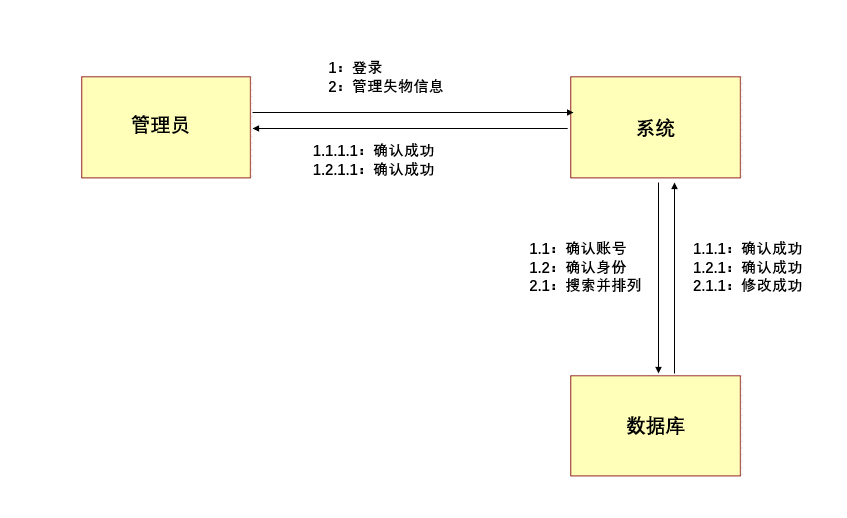 1：登录
2：管理失物信息
管理员
系统
1.1.1.1：确认成功
1.2.1.1：确认成功
1.1：确认账号
1.2：确认身份
2.1：搜索并排列
1.1.1：确认成功
1.2.1：确认成功
2.1.1：修改成功
数据库